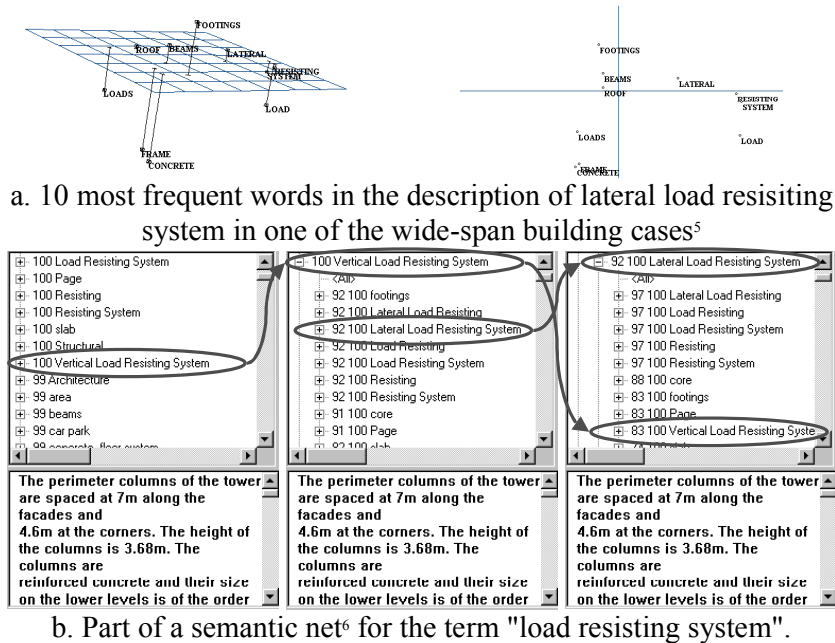 FOOTINGS
ROOF BEAMS
LATERAL
RESISTING
SYSTEM
LOADS
LOAD
FRAME
CONCRETE
FOOTINGS
BEAMS
ROOF
LATERAL
RESISTING
SYSTEM
LOADS
LOAD
FRAME
CONCRETE
a. 10 most frequent words in the description of lateral load resisiting
system in one of the wide-span building cases5
100 Load Resisting System
100 Page
100 Resisting
100 Resisting System
100 slab
100 Structural
100 Vertical Load Resisting System
99 Architecture
99 area
99 beams
99 car park
99 concrete floor system
100 Vertical Load Resisting System
<All>
92 100 footings
92 100 Lateral Load Resisting
92 100 Lateral Load Resisting System
92 100 Load Resisting
92 100 Load Resisting System
92 100 Resisting
92 100 Resisting System
91 100 core
91 100 Page
92 100 Lateral Load Resisting System
<All>
97 100 Lateral Load Resisting
97 100 Load Resisting
97 100 Load Resisting System
97 100 Resisting
97 100 Resisting System
88 100 core
83 100 footings
83 100 Page
83 100 Vertical Load Resisting Syste
The perimeter columns of the tower
are spaced at 7m along the
facades and
4.6m at the corners. The height of
the columns is 3.68m. The
columns are
reinforced concrete and their size
on the lower levels is of the order
The perimeter columns of the tower
are spaced at 7m along the
facades and
4.6m at the corners. The height of
the columns is 3.68m. The
columns are
reinforced concrete and their size
on the lower levels is of the order
The perimeter columns of the tower
are spaced at 7m along the
facades and
4.6m at the corners. The height of
the columns is 3.68m. The
columns are
reinforced concrete and their size
on the lower levels is of the order
b. Part of a semantic net6 for the term "load resisting system".